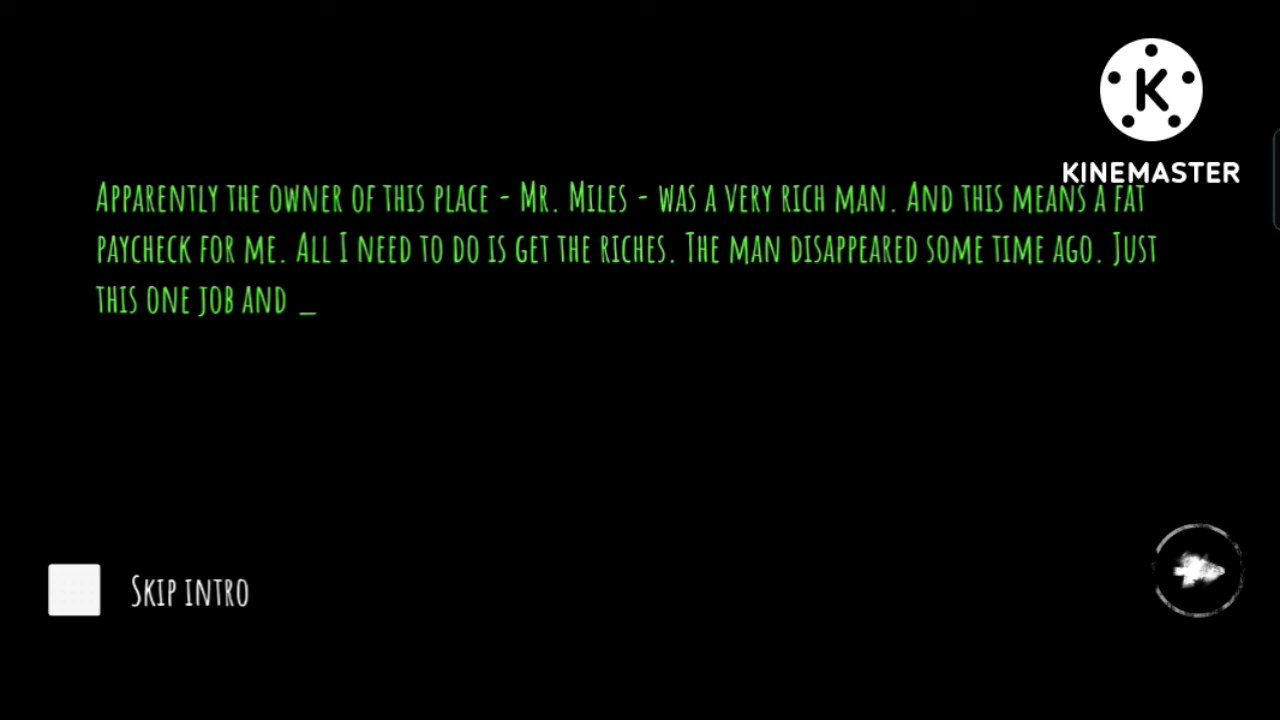 K
KINEMASTER
Apparently the owner of this place - Mr. Miles - was a very rich man. And this means a fat
paycheck for me. All I need to do is get the riches. The man disappeared some time ago. Just
this one job and _
Skip intro